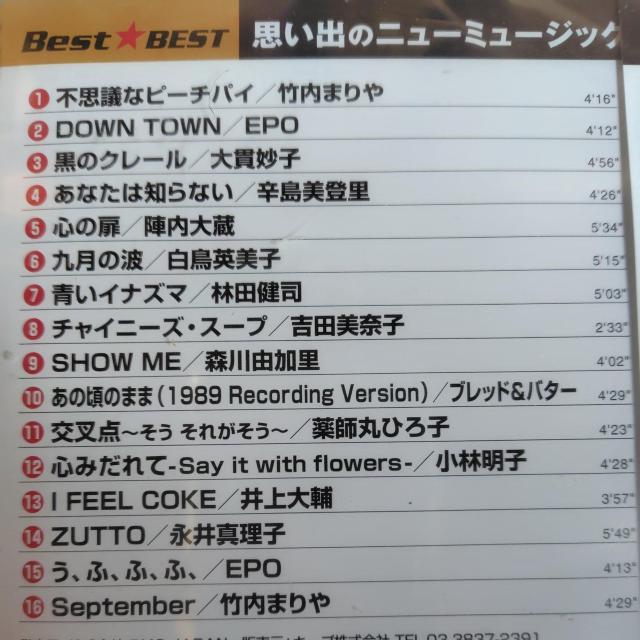 Best★BEST 思い出のニューミュージック
1 不思議なピーチパイ／竹内まりや 4'16"
2 DOWN TOWN／EPO 4'12"
3 黒のクレール／大貫妙子 4'56"
4 あなたは知らない／辛島美登里 4'26"
5 心の扉／陣内大蔵 5'34"
6 九月の波／白鳥英美子 5'15"
7 青いイナズマ／林田健司 5'03"
8 チャイニーズ・スープ／吉田美奈子 2'33"
9 SHOW ME／森川由加里 4'02"
10 あの頃のまま(1989 Recording Version)／ブレッド&バター 4'29"
11 交叉点〜そう それがそう〜／薬師丸ひろ子 4'23"
12 心みだれて-Say it with flowers-／小林明子 4'28"
13 I FEEL COKE／井上大輔 3'57"
14 ZUTTO／永井真理子 5'49"
15 う、ふ、ふ、ふ、／EPO 4'13"
16 September／竹内まりや 4'29"